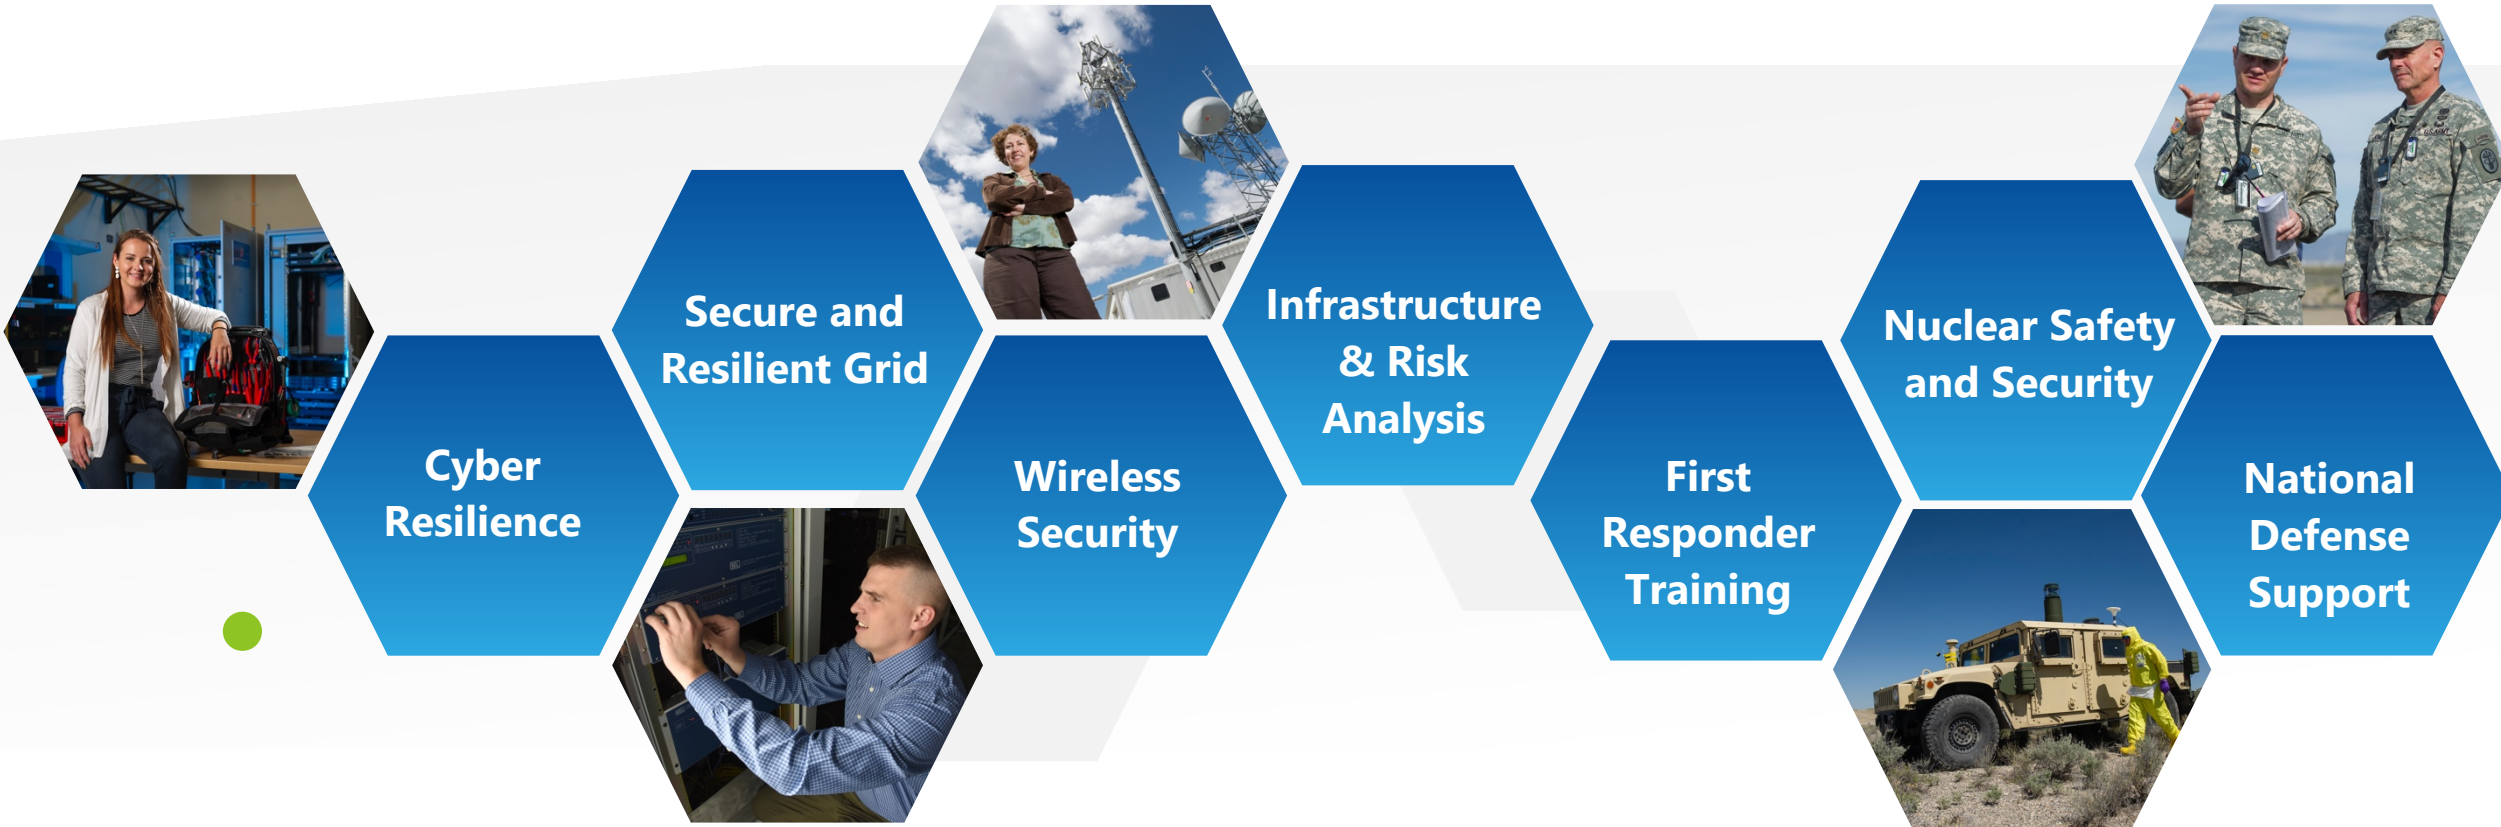 Cyber
Resilience
Secure and
Resilient Grid
Wireless
Security
Infrastructure
& Risk
Analysis
First
Responder
Training
Nuclear Safety
and Security
National
Defense
Support